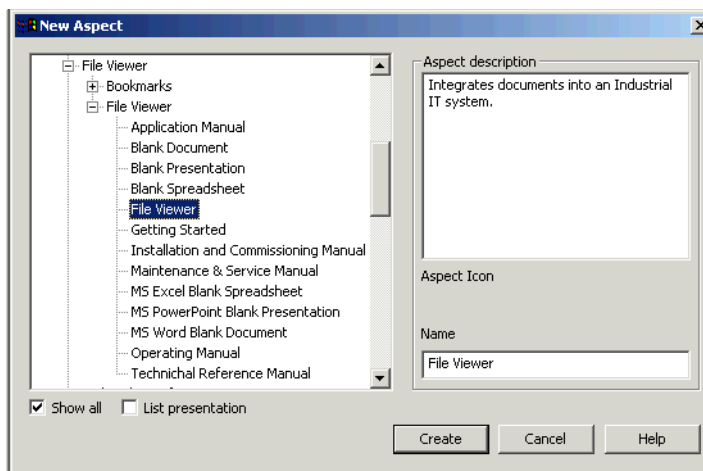 New Aspect
File Viewer
Bookmarks
File Viewer
Application Manual
Blank Document
Blank Presentation
Blank Spreadsheet
File Viewer
Getting Started
Installation and Commissioning Manual
Maintenance & Service Manual
MS Excel Blank Spreadsheet
MS PowerPoint Blank Presentation
MS Word Blank Document
Operating Manual
Technichal Reference Manual
Show all
List presentation
Aspect description
Integrates documents into an Industrial
IT system.
Aspect Icon
Name
File Viewer
Create
Cancel
Help